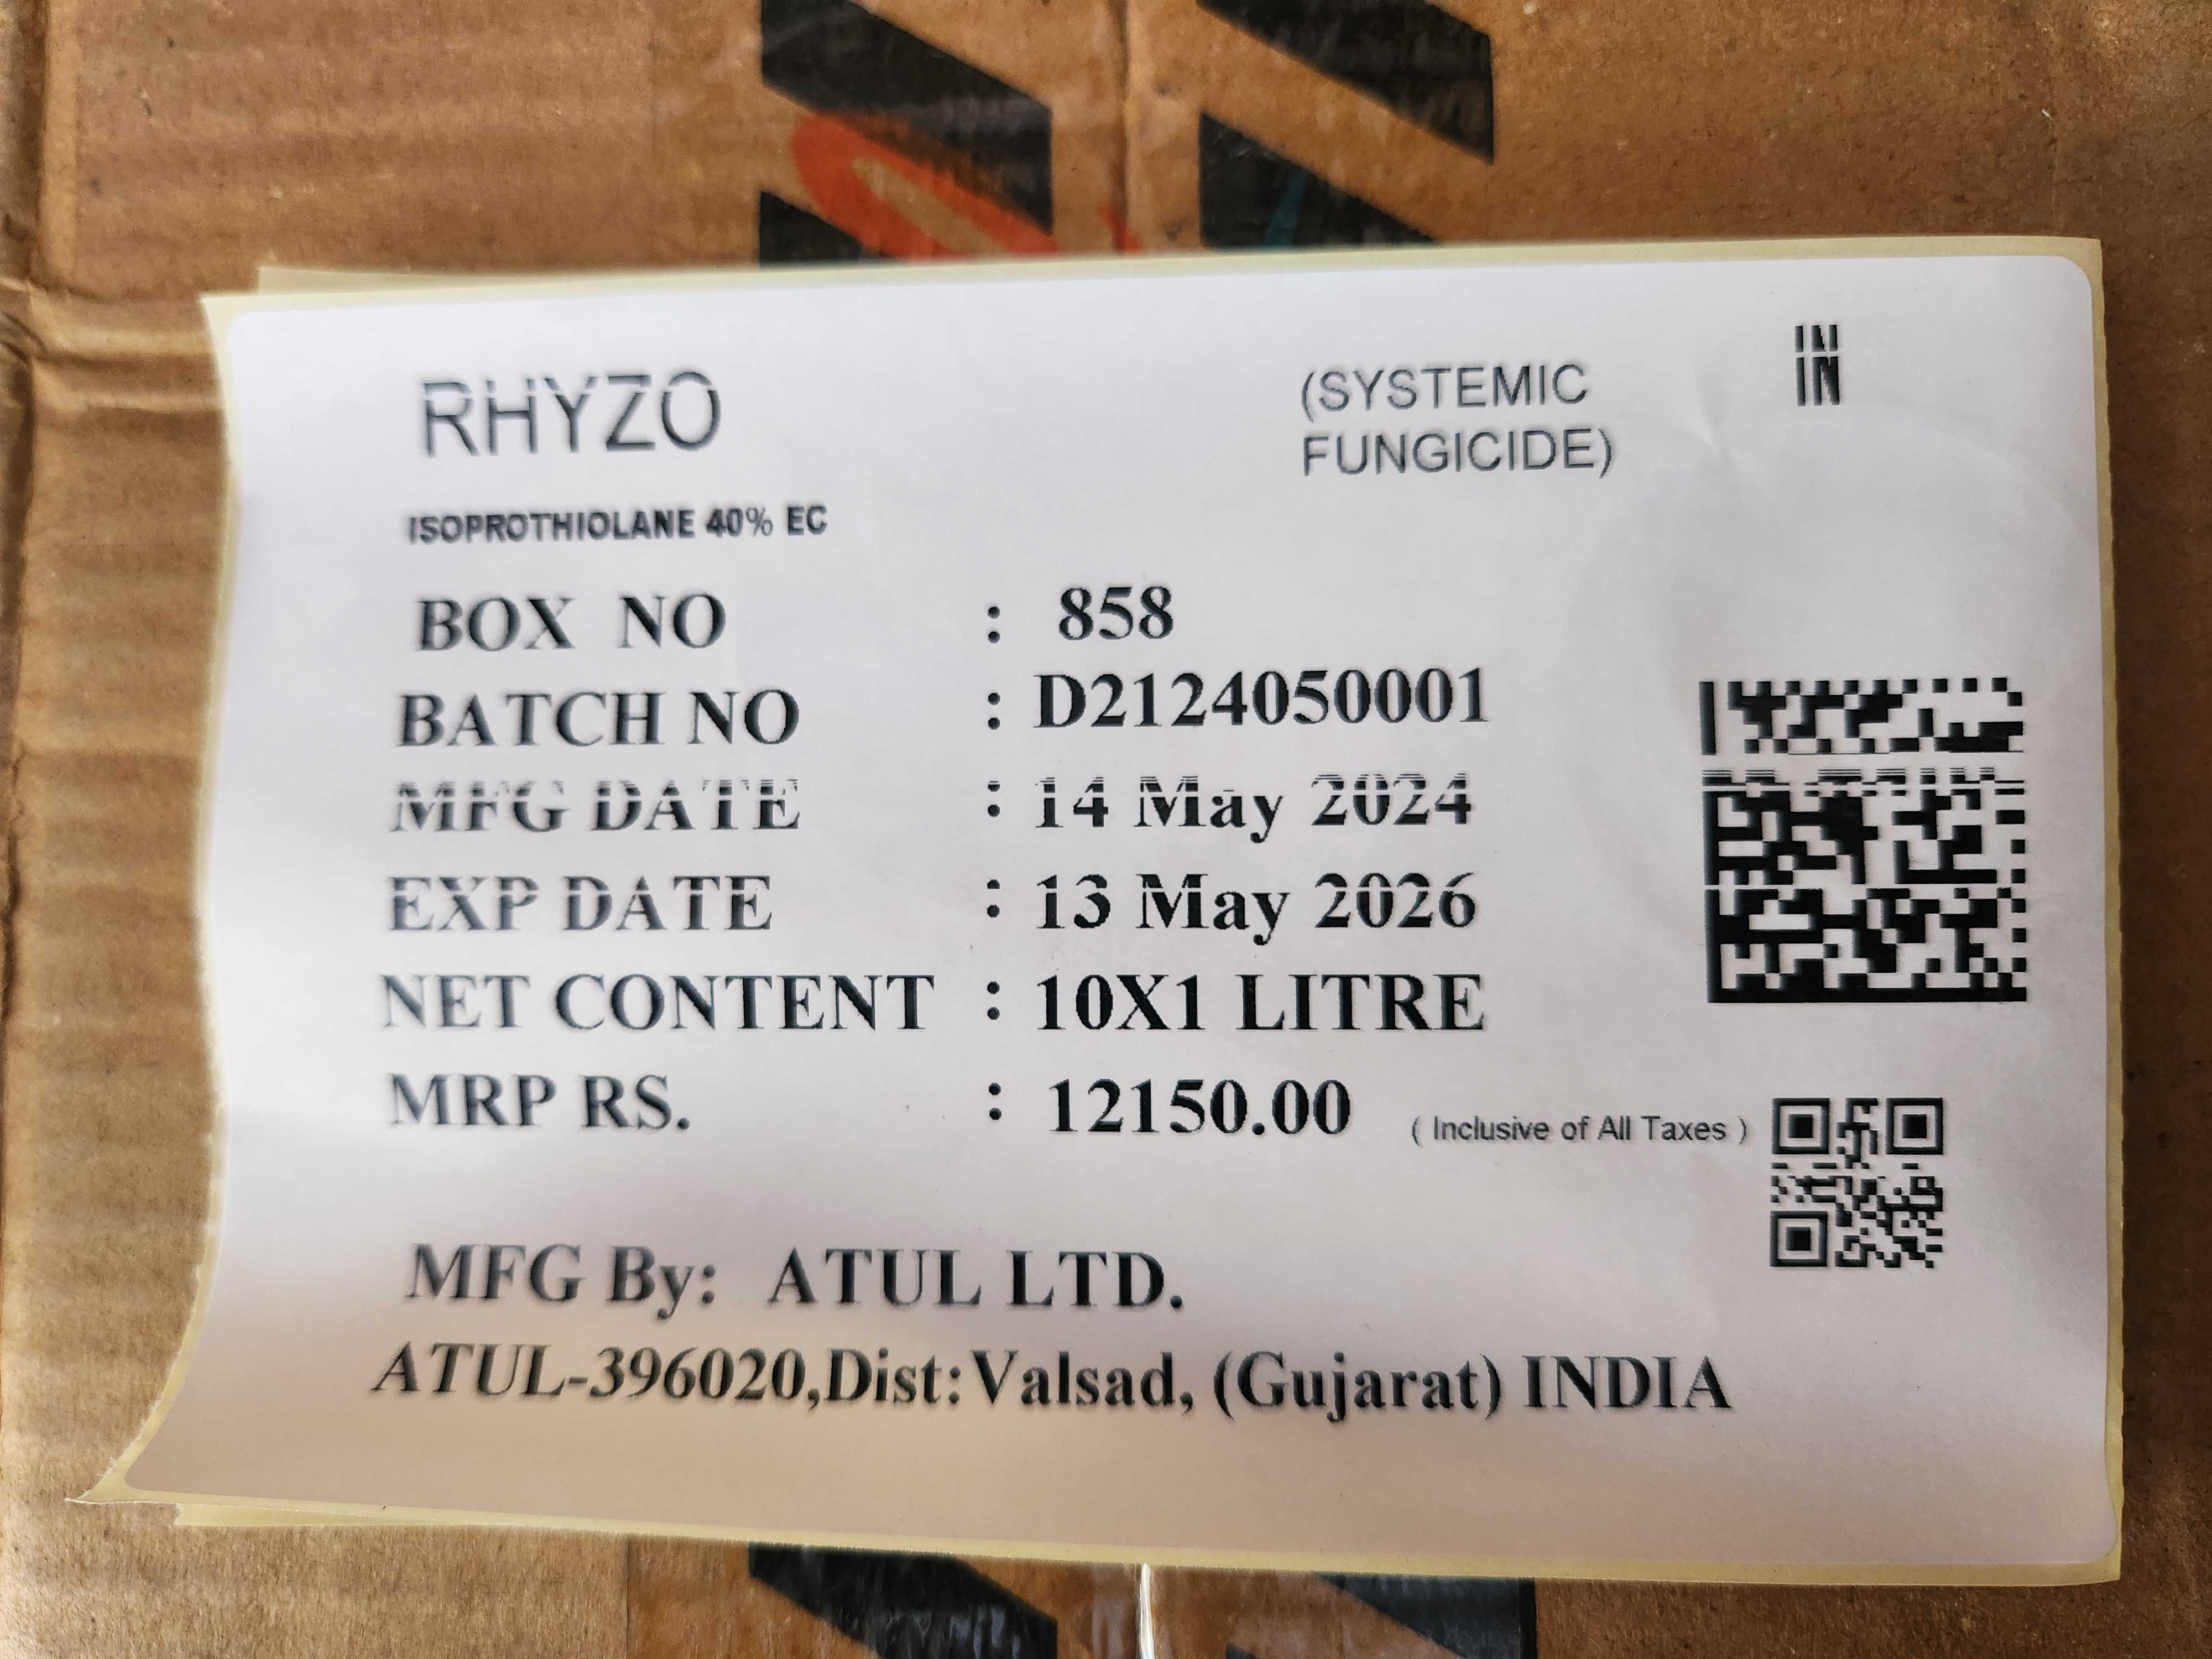 RHYZO
(SYSTEMIC
FUNGICIDE)
IN
ISOPROTHIOLANE 40% EC
BOX NO : 858
BATCH NO : D2124050001
MFG DATE : 14 May 2024
EXP DATE : 13 May 2026
NET CONTENT : 10X1 LITRE
MRP RS. : 12150.00 ( Inclusive of All Taxes )
MFG By: ATUL LTD.
ATUL-396020,Dist:Valsad, (Gujarat) INDIA